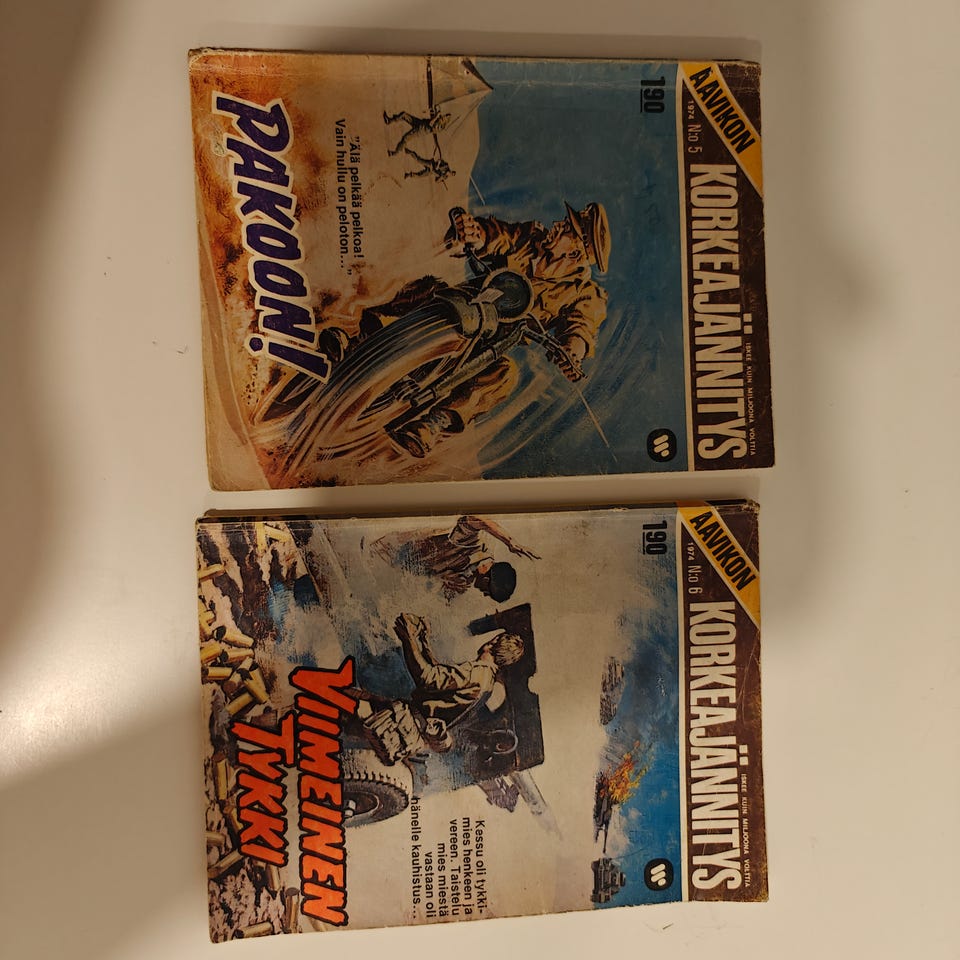 AAVIKON
1974 N:o 5
KORKEAJÄNNITYS
ISKEE KUIN MILJOONA VOLTTIA
190
"Älä pelkää pelkoa!
Vain hullu on peloton..."
PAKOON!
W
AAVIKON
1974 N:o 6
KORKEAJÄNNITYS
ISKEE KUIN MILJOONA VOLTTIA
190
Kessu oli tykki-
mies henkeen ja
vereen. Taistelu
mies miestä
vastaan oli
hänelle kauhistus...
VIIMEINEN
TYKKI
W